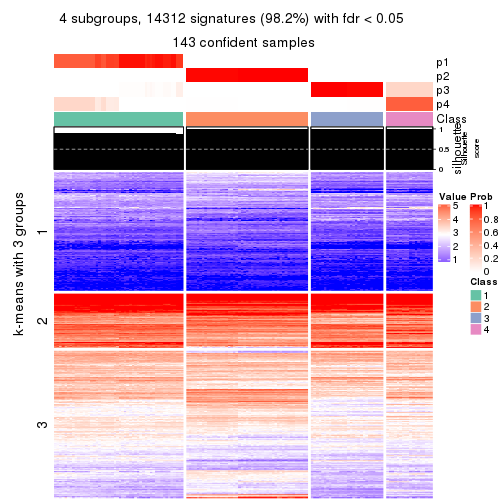 4 subgroups, 14312 signatures (98.2%) with fdr < 0.05
143 confident samples
p1
p2
p3
p4
Class
1
0.5
0
silhouette
Silhouette
score
k-means with 3 groups
1
2
3
Value
5
4
3
2
1
Prob
1
0.8
0.6
0.4
0.2
0
Class
1
2
3
4